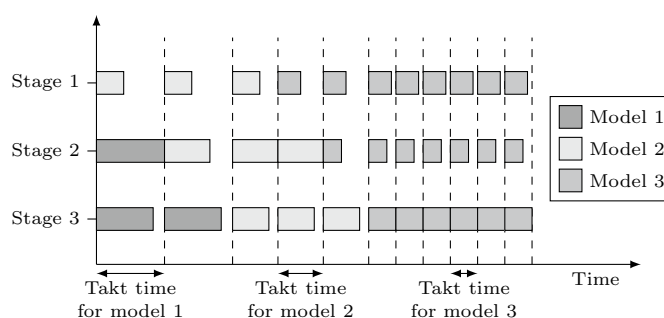 Stage 1
Stage 2
Stage 3
Model 1
Model 2
Model 3
Time
Takt time
for model 1
Takt time
for model 2
Takt time
for model 3